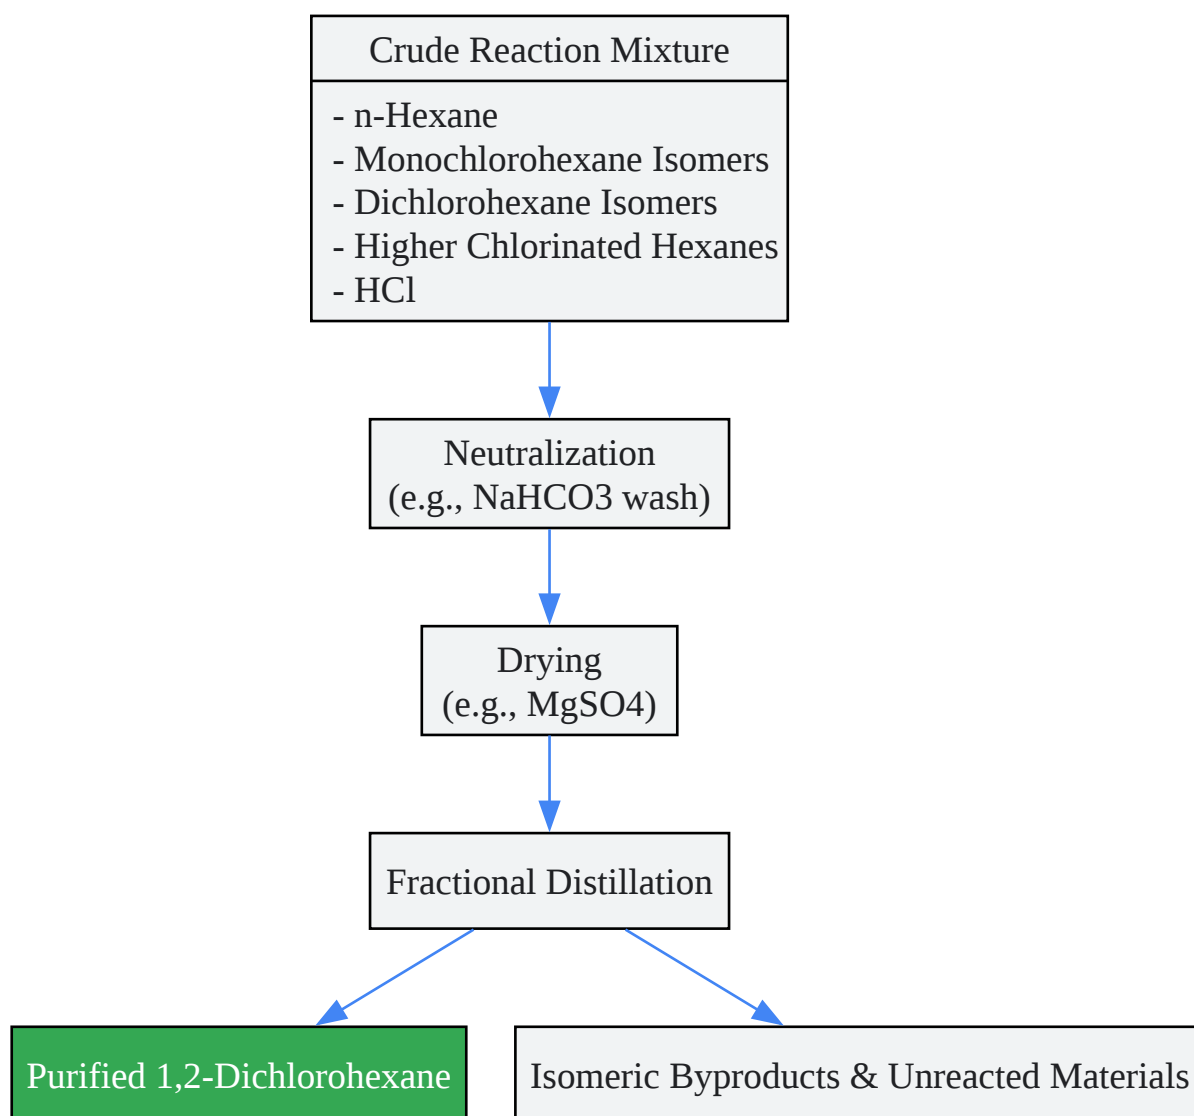 Crude Reaction Mixture
- n-Hexane
- Monochlorohexane Isomers
- Dichlorohexane Isomers
- Higher Chlorinated Hexanes
- HCl
Neutralization
(e.g., NaHCO3 wash)
Drying
(e.g., MgSO4)
Fractional Distillation
Purified 1,2-Dichlorohexane
Isomeric Byproducts & Unreacted Materials